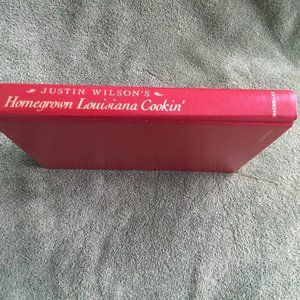 JUSTIN WILSON'S
Homegrown Louisiana Cookin'
MACMILLAN